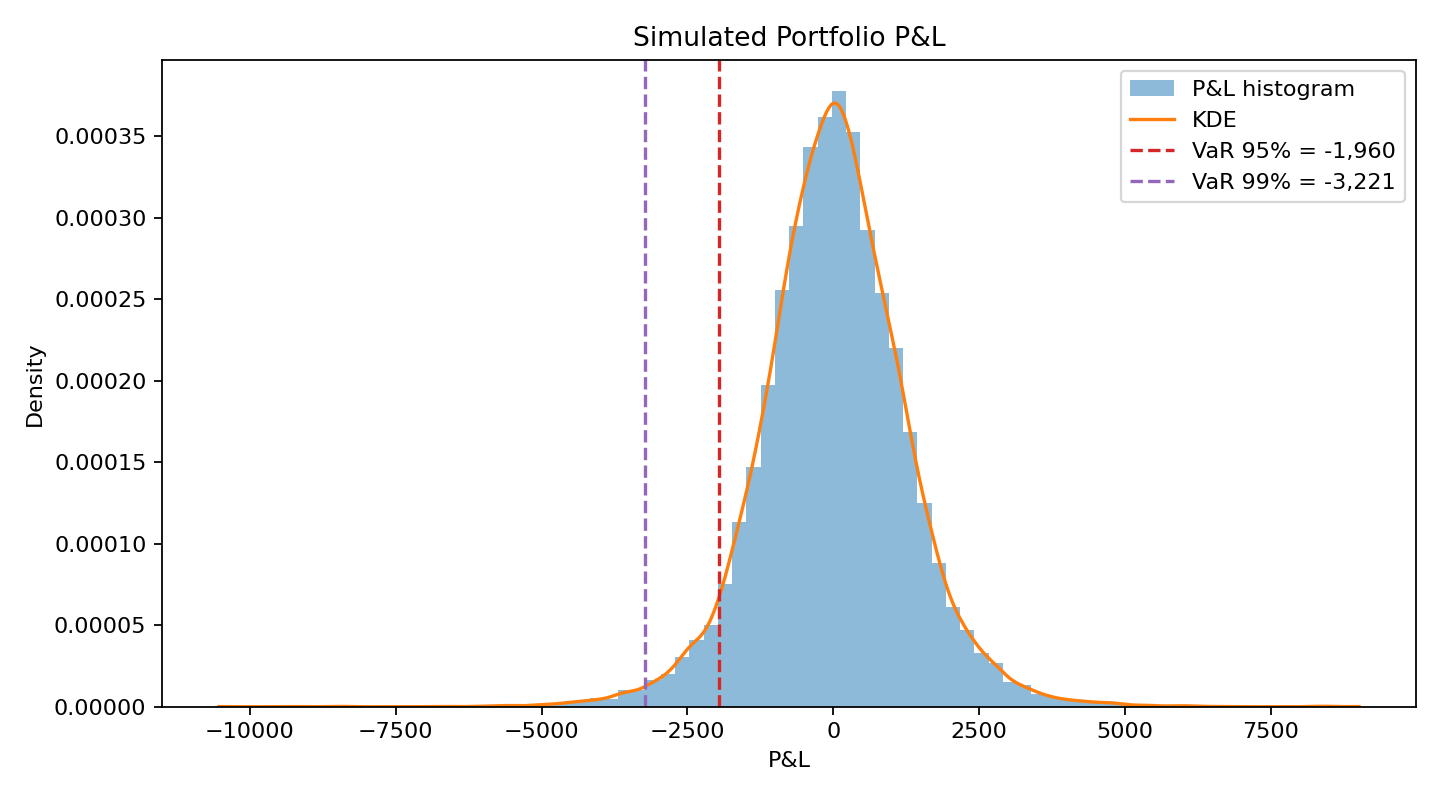 Simulated Portfolio P&L
P&L histogram
KDE
VaR 95% = -1,960
VaR 99% = -3,221
0.00035
0.00030
0.00025
0.00020
0.00015
0.00010
0.00005
0.00000
Density
−10000 −7500 −5000 −2500 0 2500 5000 7500
P&L